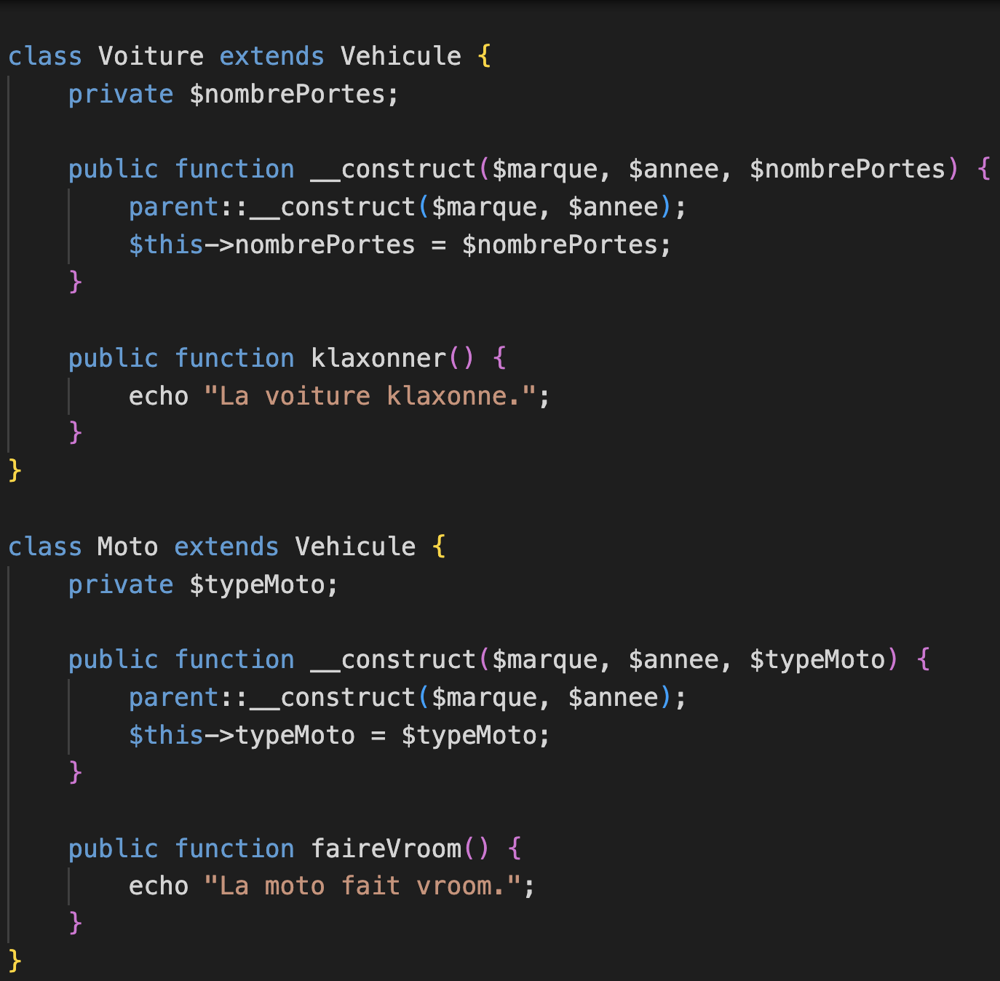 class Voiture extends Vehicule {
    private $nombrePortes;

    public function __construct($marque, $annee, $nombrePortes) {
        parent::__construct($marque, $annee);
        $this->nombrePortes = $nombrePortes;
    }

    public function klaxonner() {
        echo "La voiture klaxonne.";
    }
}

class Moto extends Vehicule {
    private $typeMoto;

    public function __construct($marque, $annee, $typeMoto) {
        parent::__construct($marque, $annee);
        $this->typeMoto = $typeMoto;
    }

    public function faireVroom() {
        echo "La moto fait vroom.";
    }
}